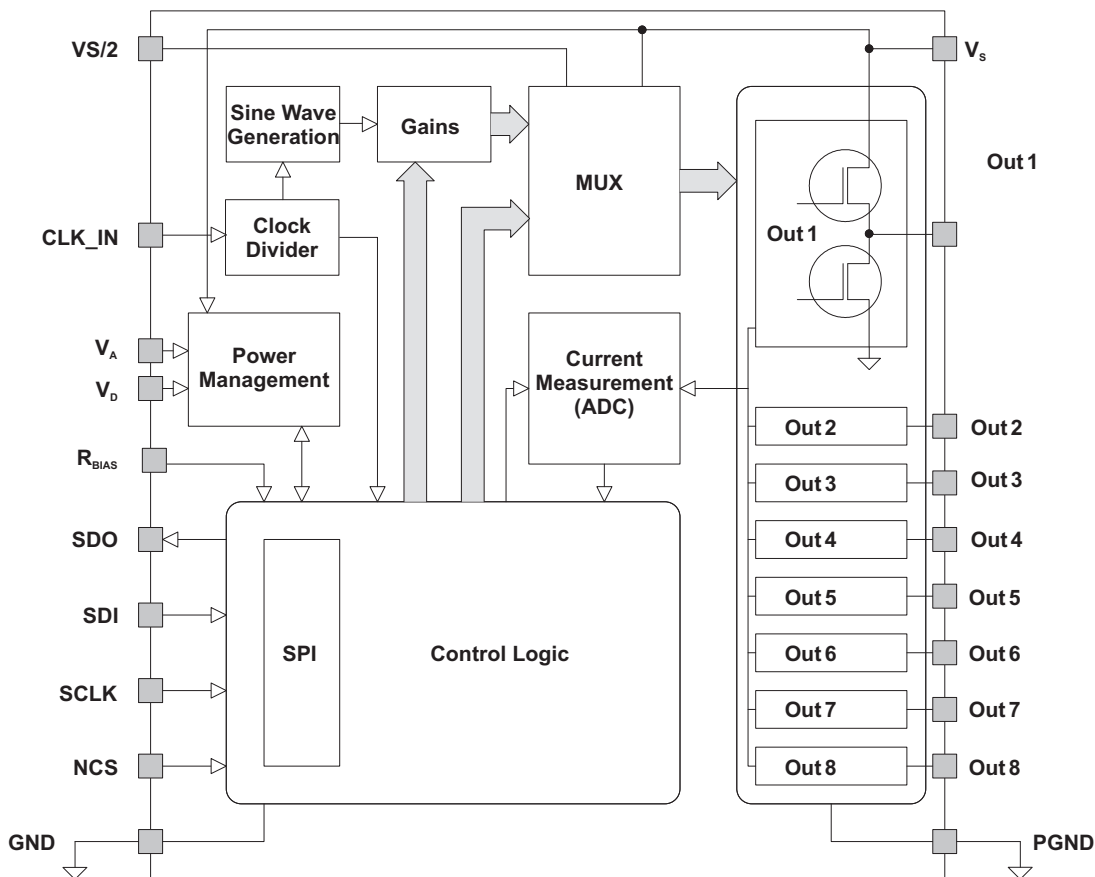 VS/2
Vs
Sine Wave
Generation
Gains
MUX
Out 1
Out 1
CLK_IN
Clock
Divider
VA
VD
Power
Management
Current
Measurement
(ADC)
RBIAS
Out 2
Out 2
Out 3
Out 3
SDO
Out 4
Out 4
SDI
Out 5
Out 5
SPI
Control Logic
Out 6
Out 6
SCLK
Out 7
Out 7
NCS
Out 8
Out 8
GND
PGND